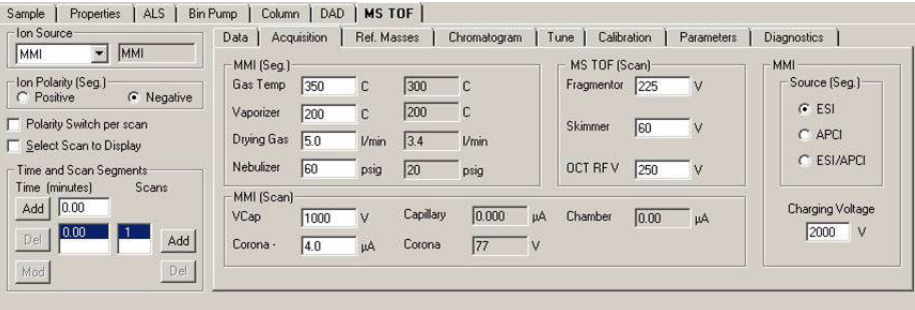 Sample Properties ALS Bin Pump Column DAD MS TOF
Ion Source
MMI MMI
Ion Polarity (Seg.)
Positive Negative
Polarity Switch per scan
Select Scan to Display
Time and Scan Segments
Time (minutes) Scans
Add 0.00
Del 0.00 1 Add
Mod Del
Data Acquisition Ref. Masses Chromatogram Tune Calibration Parameters Diagnostics
MMI (Seg.)
Gas Temp 350 C 300 C
Vaporizer 200 C 200 C
Drying Gas 5.0 l/min 3.4 l/min
Nebulizer 60 psig 20 psig
MS TOF (Scan)
Fragmentor 225 V
Skimmer 60 V
OCT RF V 250 V
MMI (Scan)
VCap 1000 V Capillary 0.000 µA Chamber 0.00 µA
Corona - 4.0 µA Corona 77 V
MMI
Source (Seg.)
ESI
APCI
ESI/APCI
Charging Voltage
2000 V